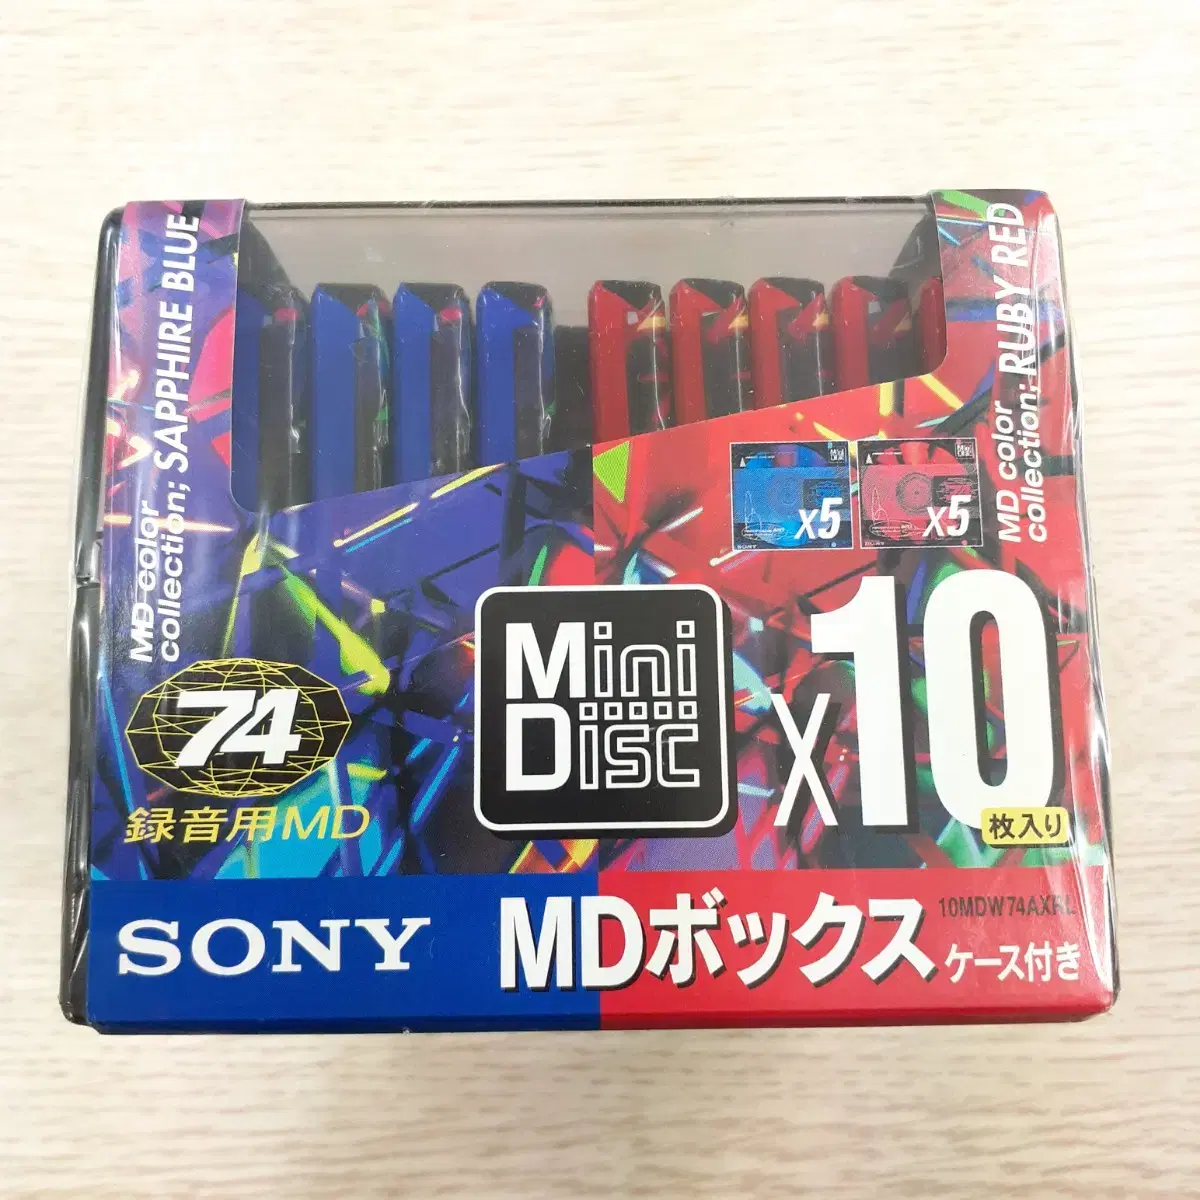 MD color
collection; SAPPHIRE BLUE
MD color
collection; RUBY RED
X5
X5
74
録音用MD
Mini
Disc
X10
枚入り
SONY
MDボックス
10MDW74AXRL
ケース付き